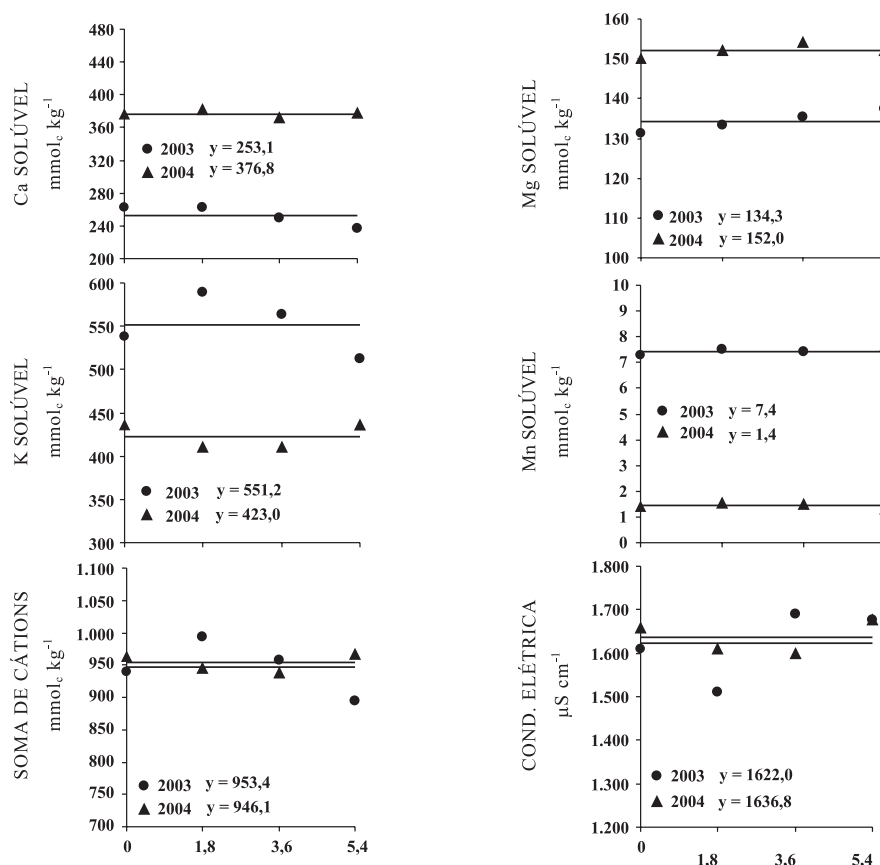 Ca SOLÚVEL
mmol_c kg⁻¹
480
440
400
360
320
280
240
200
● 2003 y = 253,1
▲ 2004 y = 376,8
Mg SOLÚVEL
mmol_c kg⁻¹
160
150
140
130
120
110
100
● 2003 y = 134,3
▲ 2004 y = 152,0
K SOLÚVEL
mmol_c kg⁻¹
600
550
500
450
400
350
300
● 2003 y = 551,2
▲ 2004 y = 423,0
Mn SOLÚVEL
mmol_c kg⁻¹
10
9
8
7
6
5
4
3
2
1
0
● 2003 y = 7,4
▲ 2004 y = 1,4
SOMA DE CÁTIONS
mmol_c kg⁻¹
1.100
1.050
1.000
950
900
850
800
750
700
● 2003 y = 953,4
▲ 2004 y = 946,1
0 1,8 3,6 5,4
COND. ELÉTRICA
µS cm⁻¹
1.800
1.700
1.600
1.500
1.400
1.300
1.200
● 2003 y = 1622,0
▲ 2004 y = 1636,8
0 1,8 3,6 5,4